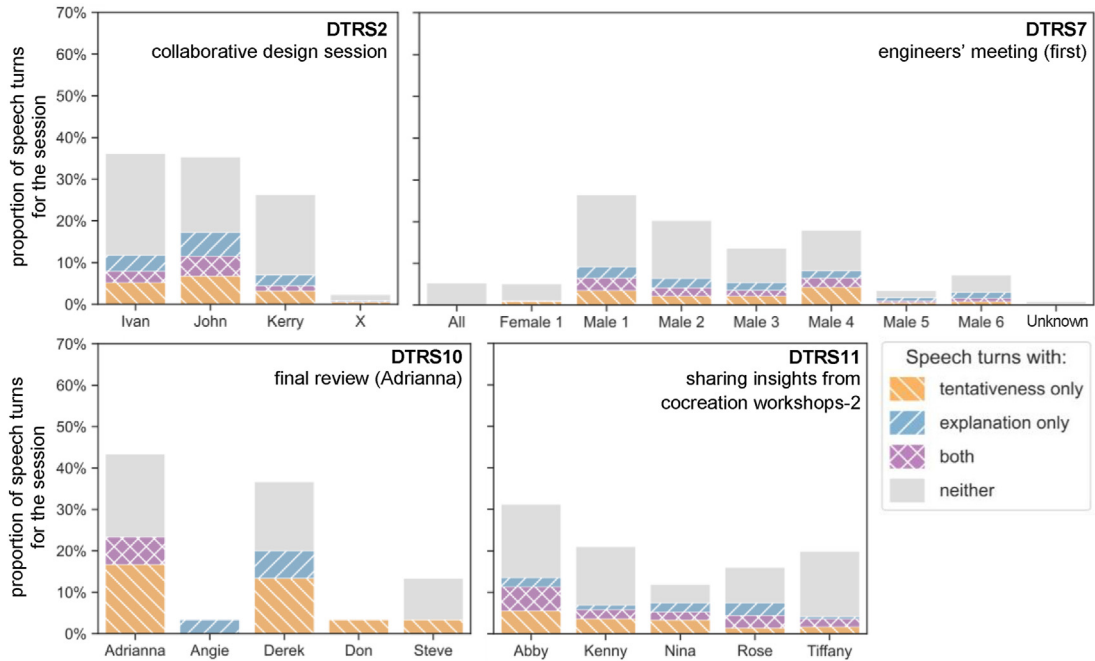 DTRS2
collaborative design session
proportion of speech turns
for the session
70%
60%
50%
40%
30%
20%
10%
0%
Ivan John Kerry X
DTRS7
engineers' meeting (first)
All Female 1 Male 1 Male 2 Male 3 Male 4 Male 5 Male 6 Unknown
DTRS10
final review (Adrianna)
proportion of speech turns
for the session
70%
60%
50%
40%
30%
20%
10%
0%
Adrianna Angie Derek Don Steve
DTRS11
sharing insights from
cocreation workshops-2
Abby Kenny Nina Rose Tiffany
Speech turns with:
tentativeness only
explanation only
both
neither